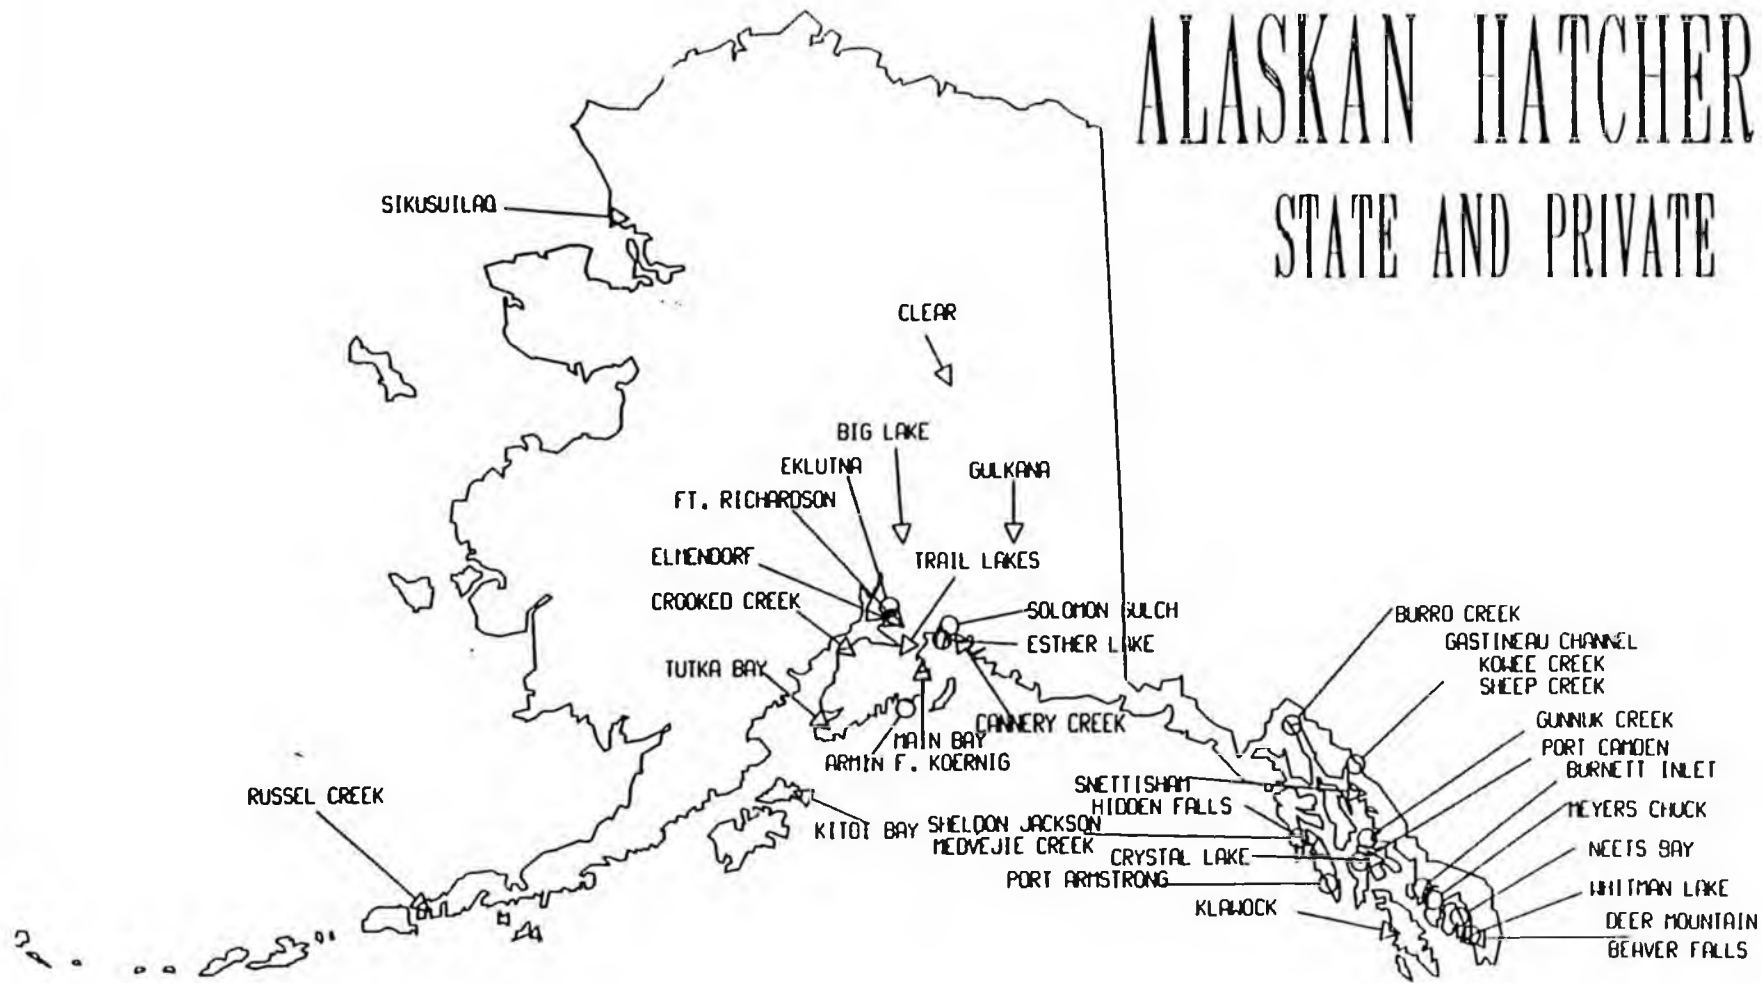 ALASKAN HATCHER
STATE AND PRIVATE
SIKUSUILAQ
CLEAR
BIG LAKE
EKLUTNA
GULKANA
FT. RICHARDSON
ELMENDORF
TRAIL LAKES
CROOKED CREEK
SOLOMON GULCH
BURRO CREEK
ESTHER LAKE
GASTINEAU CHANNEL
KOWEE CREEK
SHEEP CREEK
TUTKA BAY
CANNERY CREEK
GUNNUK CREEK
MAIN BAY
ARMIN F. KOERNIG
PORT CAMDEN
BURNETT INLET
SNETTISHAM
HIDDEN FALLS
RUSSEL CREEK
MEYERS CHUCK
KITOI BAY
SHELDON JACKSON
MEDVEJIE CREEK
NEETS BAY
CRYSTAL LAKE
PORT ARMSTRONG
WHITMAN LAKE
KLAWOCK
DEER MOUNTAIN
BEAVER FALLS